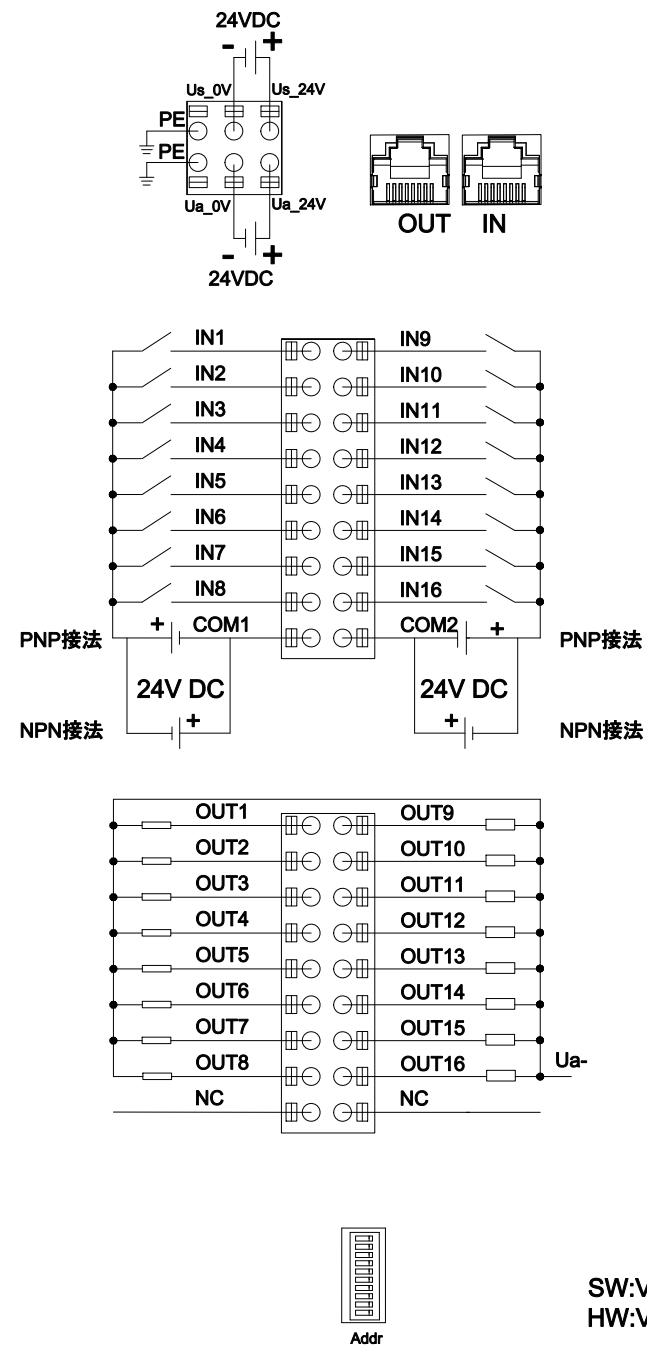 24VDC
- +
Us_0V Us_24V
PE
PE
Ua_0V Ua_24V
- +
24VDC
OUT IN
IN1 IN9
IN2 IN10
IN3 IN11
IN4 IN12
IN5 IN13
IN6 IN14
IN7 IN15
IN8 IN16
PNP接法 + COM1 COM2 + PNP接法
24V DC 24V DC
NPN接法 + + NPN接法
OUT1 OUT9
OUT2 OUT10
OUT3 OUT11
OUT4 OUT12
OUT5 OUT13
OUT6 OUT14
OUT7 OUT15
OUT8 OUT16 Ua-
NC NC
Addr
SW:V
HW:V